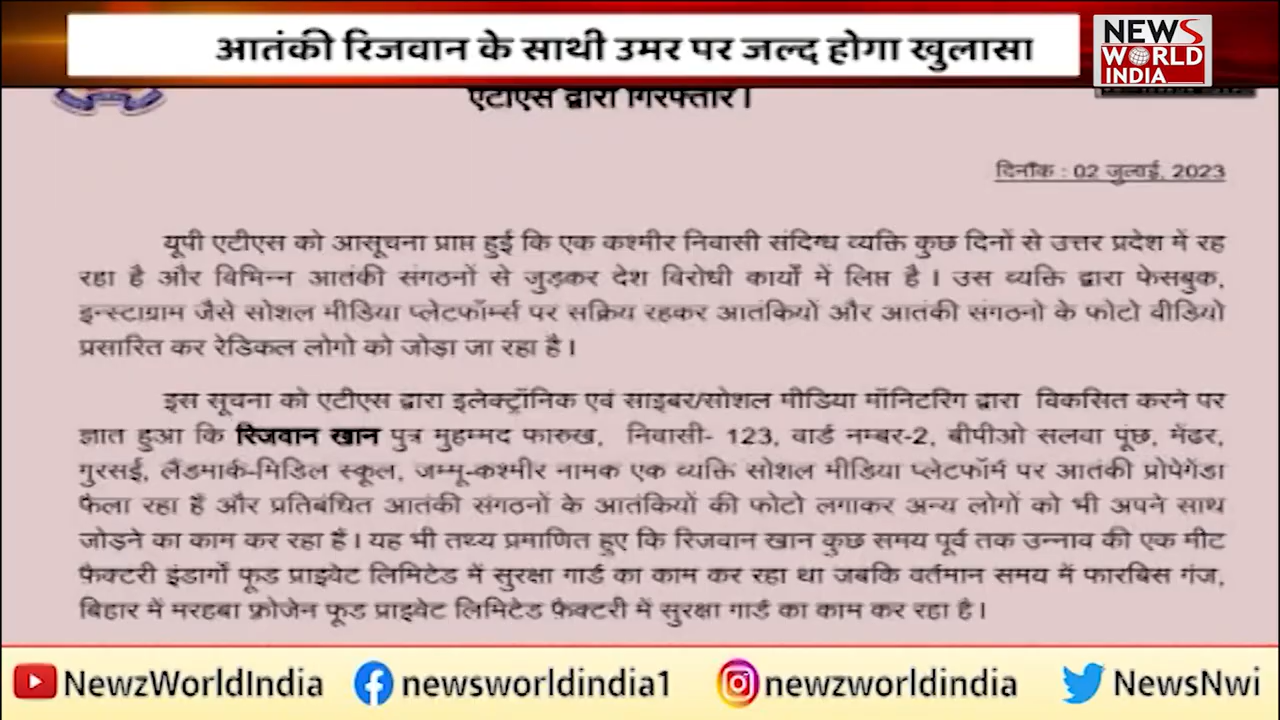 आतंकी रिजवान के साथी उमर पर जल्द होगा खुलासा
NEWS
WORLD
INDIA
एटीएस द्वारा गिरफ्तार।
दिनाँक : 02 जुलाई, 2023
यूपी एटीएस को आसूचना प्राप्त हुई कि एक कश्मीर निवासी संदिग्ध व्यक्ति कुछ दिनों से उत्तर प्रदेश में रह
रहा है और विभिन्न आतंकी संगठनों से जुड़कर देश विरोधी कार्यों में लिप्त है। उस व्यक्ति द्वारा फेसबुक,
इन्स्टाग्राम जैसे सोशल मीडिया प्लेटफॉर्म्स पर सक्रिय रहकर आतंकियों और आतंकी संगठनो के फोटो वीडियो
प्रसारित कर रेडिकल लोगो को जोड़ा जा रहा है।
इस सूचना को एटीएस द्वारा इलेक्ट्रॉनिक एवं साइबर/सोशल मीडिया मॉनिटरिंग द्वारा विकसित करने पर
ज्ञात हुआ कि रिजवान खान पुत्र मुहम्मद फारुख, निवासी- 123, वार्ड नम्बर-2, बीपीओ सलवा पूंछ, मेंढर,
गुरसई, लैंडमार्क-मिडिल स्कूल, जम्मू-कश्मीर नामक एक व्यक्ति सोशल मीडिया प्लेटफॉर्म पर आतंकी प्रोपेगेंडा
फैला रहा हैं और प्रतिबंधित आतंकी संगठनों के आतंकियों की फोटो लगाकर अन्य लोगों को भी अपने साथ
जोड़ने का काम कर रहा हैं। यह भी तथ्य प्रमाणित हुए कि रिजवान खान कुछ समय पूर्व तक उन्नाव की एक मीट
फैक्टरी इंडागों फूड प्राइवेट लिमिटेड में सुरक्षा गार्ड का काम कर रहा था जबकि वर्तमान समय में फारबिस गंज,
बिहार में मरहबा फ्रोजेन फूड प्राइवेट लिमिटेड फ़ैक्टरी में सुरक्षा गार्ड का काम कर रहा है।
NewzWorldIndia newsworldindia1 newzworldindia NewsNwi